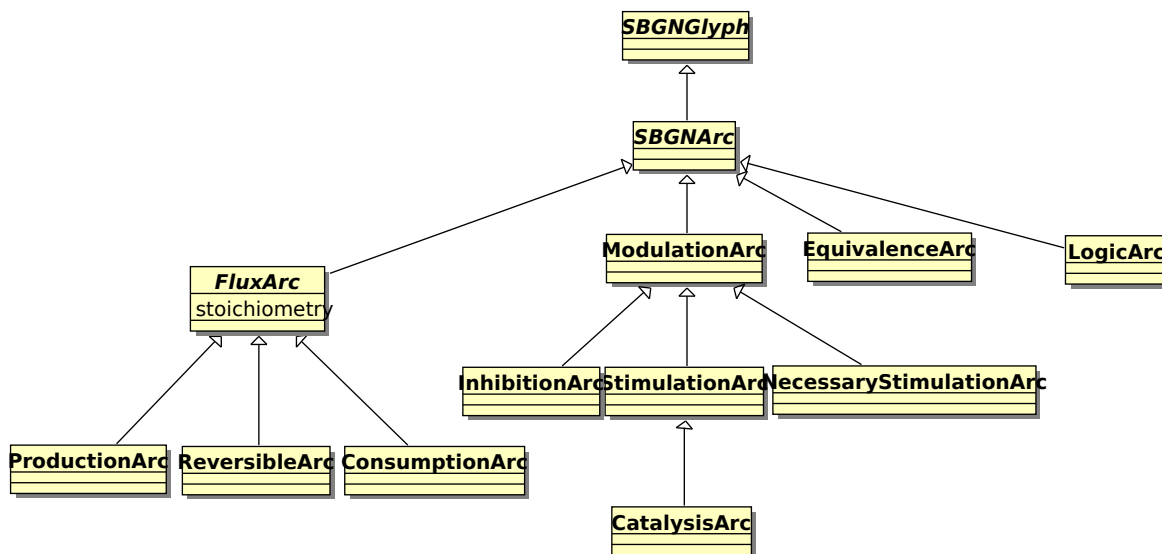 SBGNGlyph
SBGNArc
ModulationArc
EquivalenceArc
LogicArc
FluxArc
stoichiometry
InhibitionArc
StimulationArc
NecessaryStimulationArc
ProductionArc
ReversibleArc
ConsumptionArc
CatalysisArc